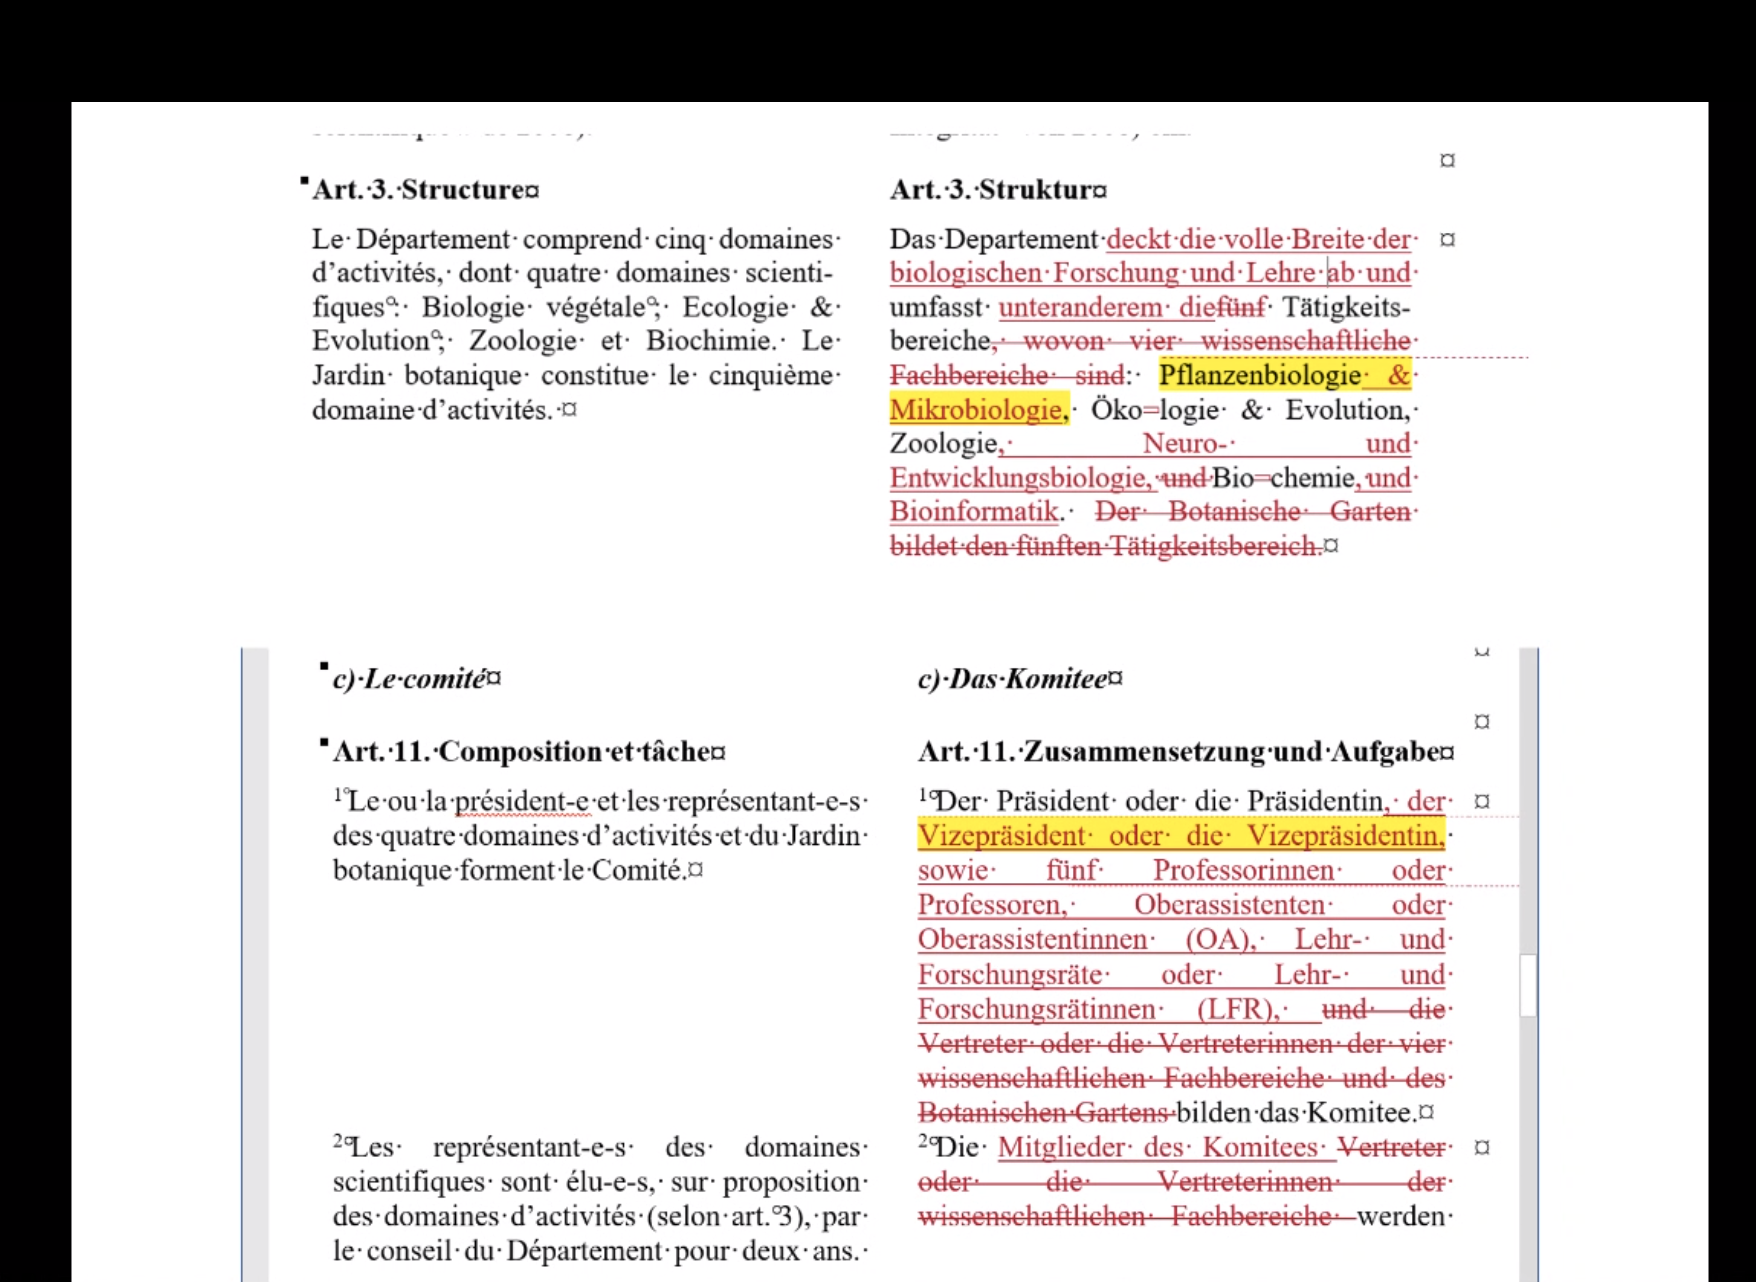 Art. 3. Structure
Le Département comprend cinq domaines
d'activités, dont quatre domaines scienti-
fiques : Biologie végétale ; Ecologie &
Evolution ; Zoologie et Biochimie. Le
Jardin botanique constitue le cinquième
domaine d'activités.
Art. 3. Struktur
Das Departement deckt die volle Breite der
biologischen Forschung und Lehre ab und
umfasst unteranderem diefünf Tätigkeits-
bereiche, wovon vier wissenschaftliche
Fachbereiche sind: Pflanzenbiologie &
Mikrobiologie, Öko=logie & Evolution,
Zoologie, Neuro- und
Entwicklungsbiologie, und Bio=chemie, und
Bioinformatik. Der Botanische Garten
bildet den fünften Tätigkeitsbereich.
c) Le comité
c) Das Komitee
Art. 11. Composition et tâche
Art. 11. Zusammensetzung und Aufgabe
1 Le ou la président-e et les représentant-e-s
des quatre domaines d'activités et du Jardin
botanique forment le Comité.
1 Der Präsident oder die Präsidentin, der
Vizepräsident oder die Vizepräsidentin,
sowie fünf Professorinnen oder
Professoren, Oberassistenten oder
Oberassistentinnen (OA), Lehr- und
Forschungsräte oder Lehr- und
Forschungsrätinnen (LFR), und die
Vertreter oder die Vertreterinnen der vier
wissenschaftlichen Fachbereiche und des
Botanischen Gartens bilden das Komitee.
2 Les représentant-e-s des domaines
scientifiques sont élu-e-s, sur proposition
des domaines d'activités (selon art. 3), par
le conseil du Département pour deux ans.
2 Die Mitglieder des Komitees Vertreter
oder die Vertreterinnen der
wissenschaftlichen Fachbereiche werden